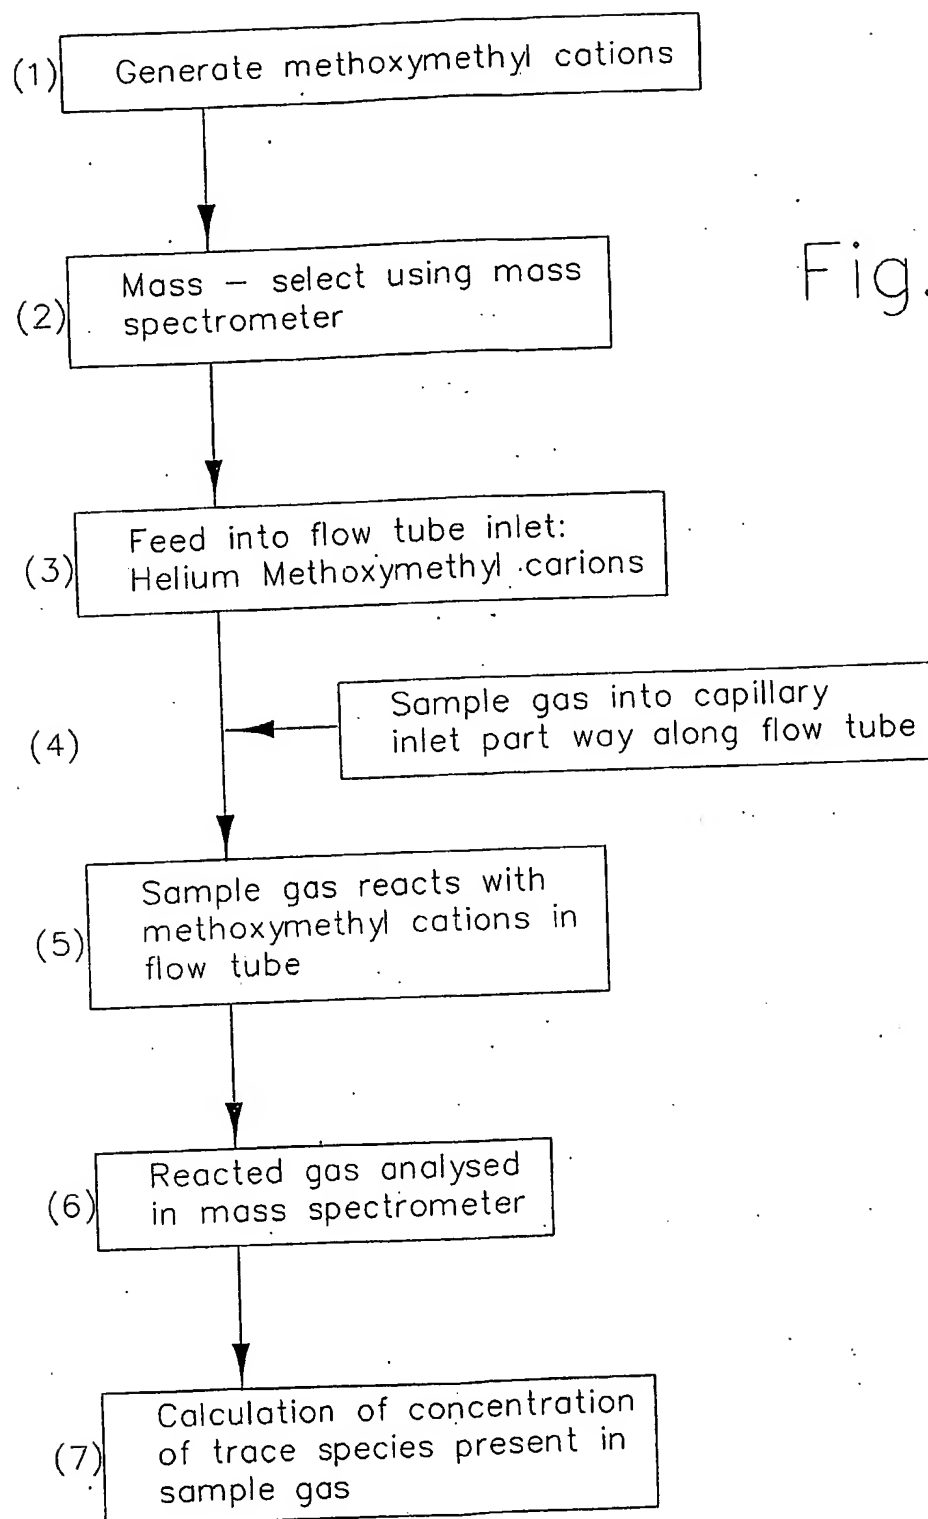 (1) Generate methoxymethyl cations
Fig.
(2) Mass – select using mass
spectrometer
(3) Feed into flow tube inlet:
Helium Methoxymethyl carions
(4) Sample gas into capillary
inlet part way along flow tube
(5) Sample gas reacts with
methoxymethyl cations in
flow tube
(6) Reacted gas analysed
in mass spectrometer
(7) Calculation of concentration
of trace species present in
sample gas